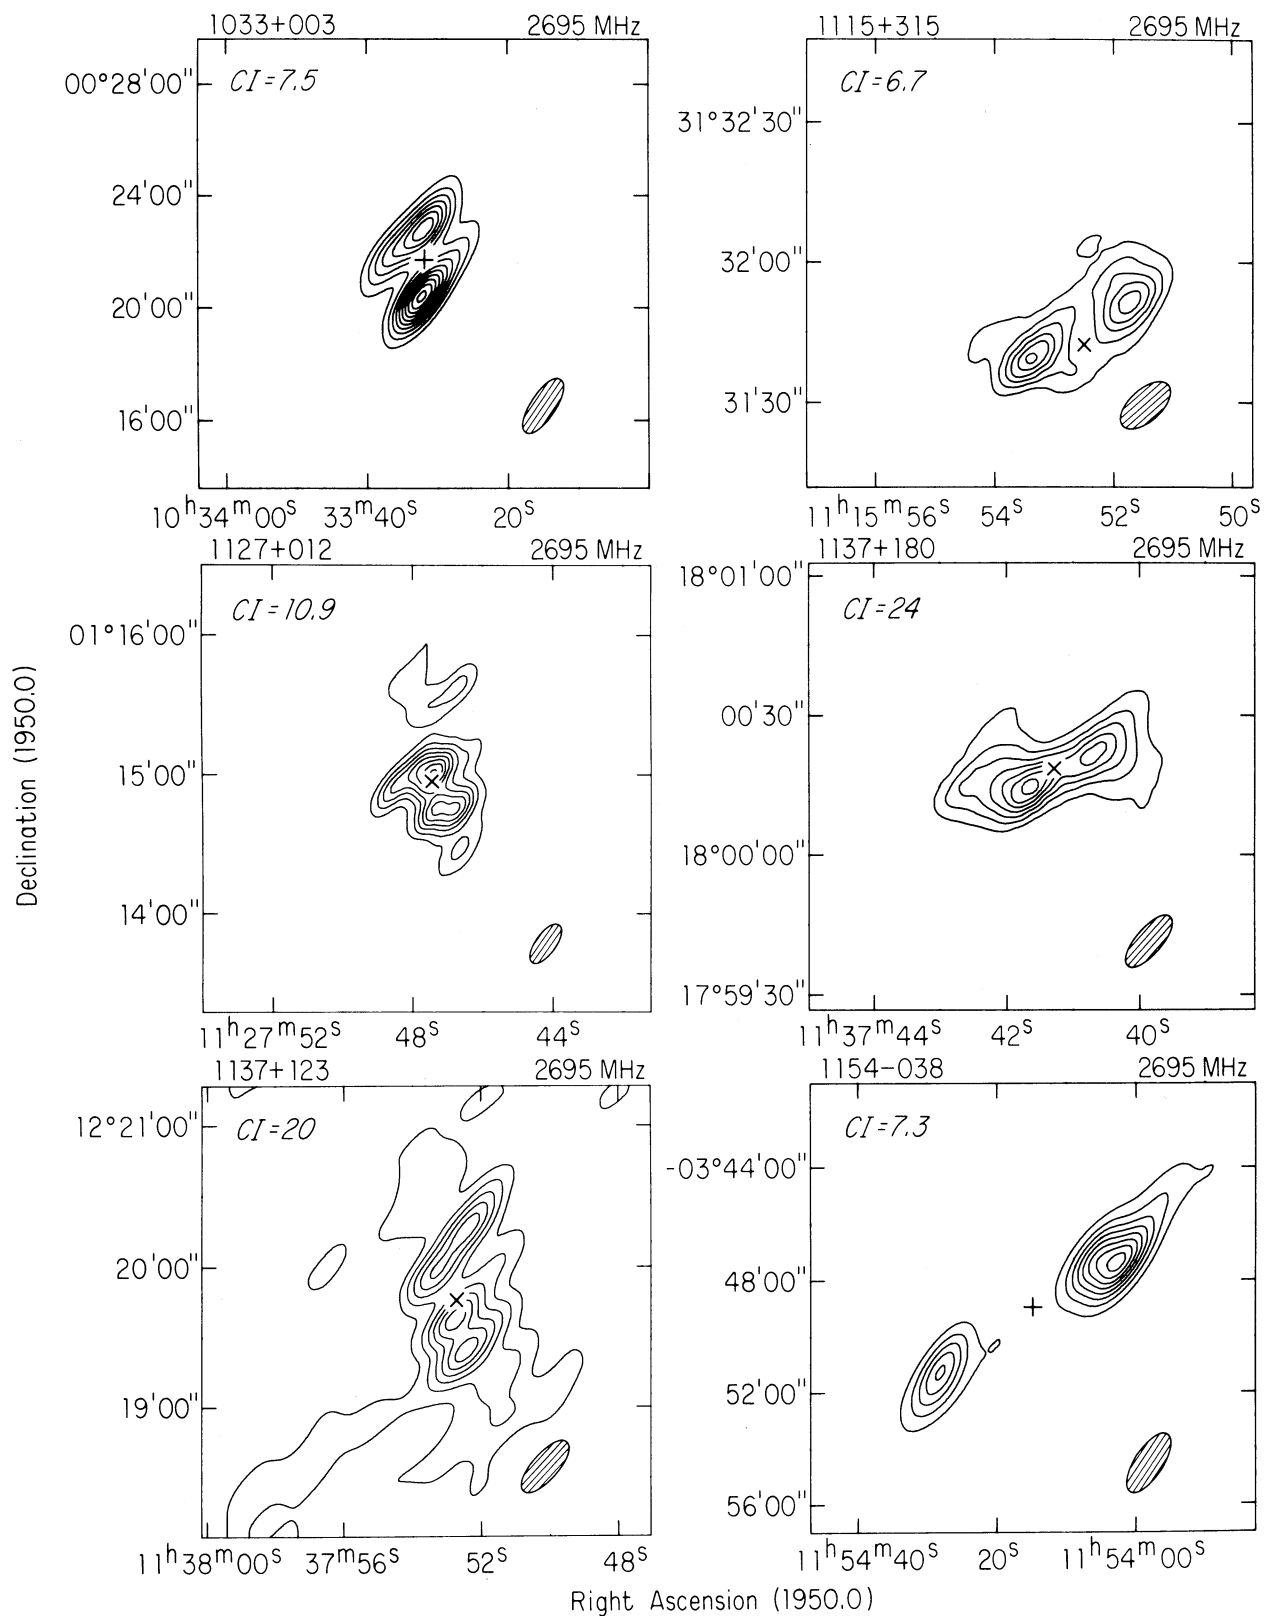 1033+003 2695 MHz
CI=7.5
00°28'00"
24'00"
20'00"
16'00"
10ʰ34ᵐ00ˢ 33ᵐ40ˢ 20ˢ
1115+315 2695 MHz
CI=6.7
31°32'30"
32'00"
31'30"
11ʰ15ᵐ56ˢ 54ˢ 52ˢ 50ˢ
1127+012 2695 MHz
CI=10.9
01°16'00"
15'00"
14'00"
11ʰ27ᵐ52ˢ 48ˢ 44ˢ
1137+180 2695 MHz
18°01'00"
CI=24
00'30"
18°00'00"
17°59'30"
11ʰ37ᵐ44ˢ 42ˢ 40ˢ
Declination (1950.0)
1137+123 2695 MHz
12°21'00"
CI=20
20'00"
19'00"
11ʰ38ᵐ00ˢ 37ᵐ56ˢ 52ˢ 48ˢ
1154-038 2695 MHz
CI=7.3
-03°44'00"
48'00"
52'00"
56'00"
11ʰ54ᵐ40ˢ 20ˢ 11ʰ54ᵐ00ˢ
Right Ascension (1950.0)